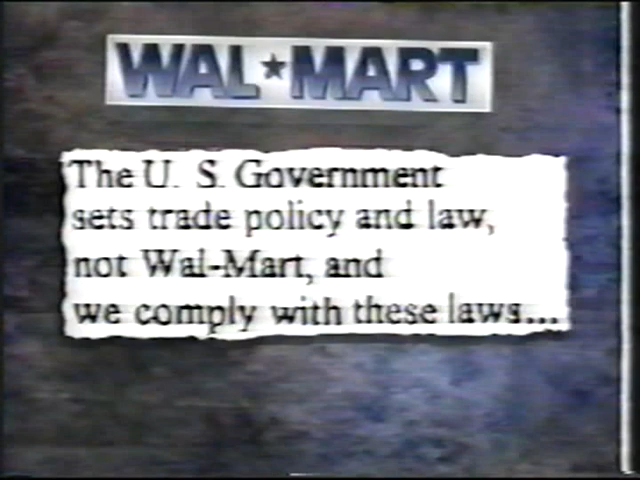 WAL★MART
The U. S. Government
sets trade policy and law,
not Wal-Mart, and
we comply with these laws...